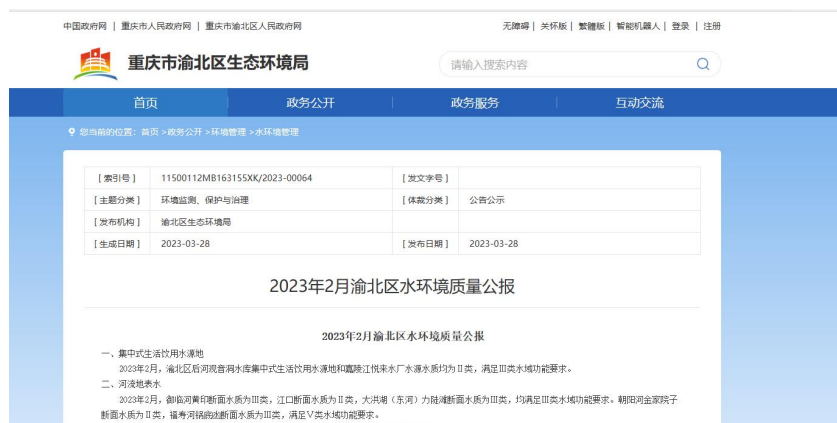 中国政府网 | 重庆市人民政府网 | 重庆市渝北区人民政府网 无障碍 | 关怀版 | 繁體版 | 智能机器人 | 登录 | 注册
重庆市渝北区生态环境局 请输入搜索内容
首页 政务公开 政务服务 互动交流
您当前的位置：首页 >政务公开 >环境管理 >水环境管理
[ 索引号 ] 11500112MB163155XK/2023-00064 [ 发文字号 ]
[ 主题分类 ] 环境监测、保护与治理 [ 体裁分类 ] 公告公示
[ 发布机构 ] 渝北区生态环境局
[ 生成日期 ] 2023-03-28 [ 发布日期 ] 2023-03-28
2023年2月渝北区水环境质量公报
2023年2月渝北区水环境质量公报
一、集中式生活饮用水源地
2023年2月，渝北区后河观音洞水库集中式生活饮用水源地和嘉陵江悦来水厂水源水质均为Ⅱ类，满足Ⅲ类水域功能要求。
二、河流地表水
2023年2月，御临河黄印断面水质为Ⅲ类，江口断面水质为Ⅱ类，大洪湖（东河）力陡滩断面水质为Ⅲ类，均满足Ⅲ类水域功能要求。朝阳河金家院子
断面水质为Ⅱ类，福寿河锅底凼断面水质为Ⅲ类，满足Ⅴ类水域功能要求。